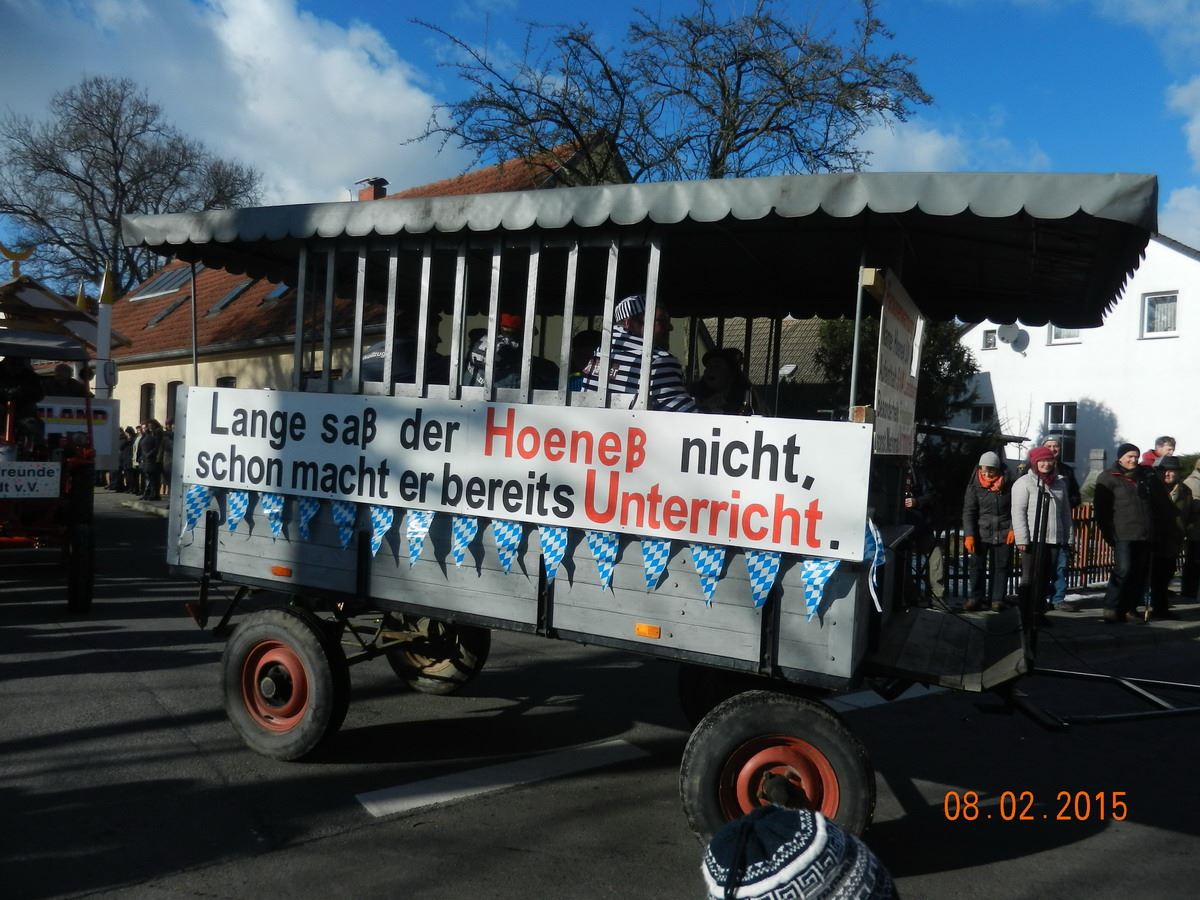 Lange saß der Hoeneß nicht,
schon macht er bereits Unterricht.
08.02.2015